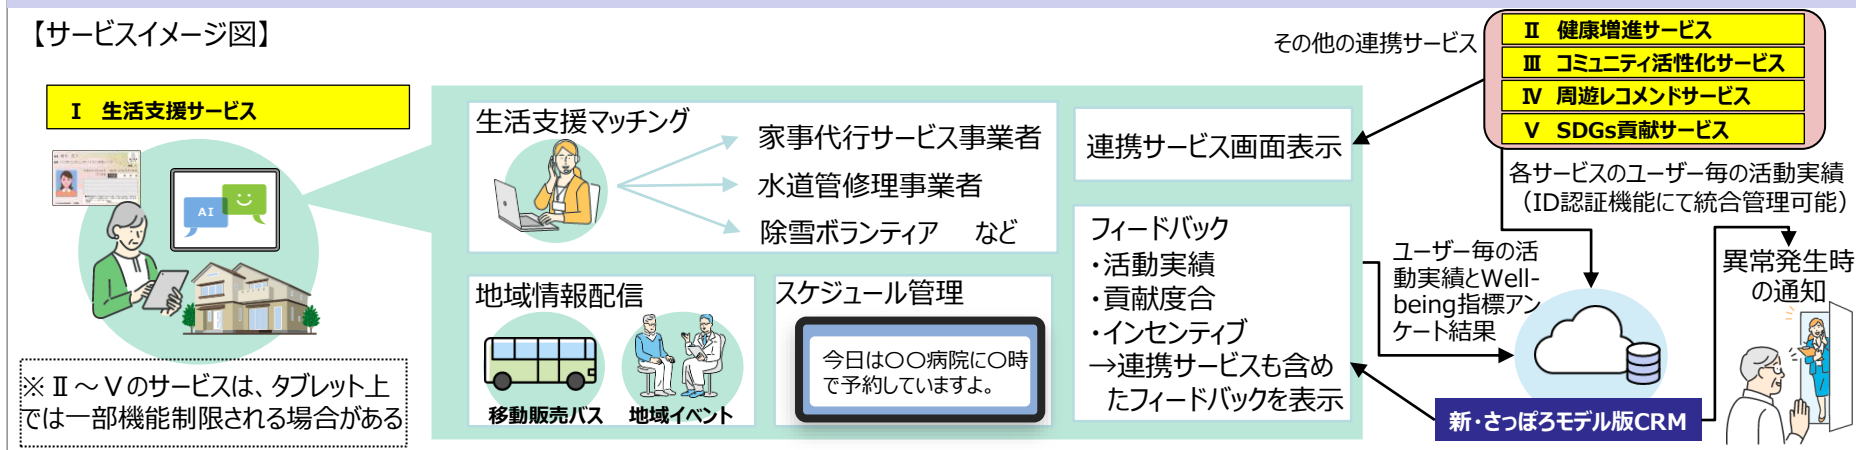 【サービスイメージ図】
Ⅰ 生活支援サービス
AI
※Ⅱ~Ⅴのサービスは、タブレット上
では一部機能制限される場合がある
生活支援マッチング
家事代行サービス事業者
水道管修理事業者
除雪ボランティア など
地域情報配信
移動販売バス 地域イベント
スケジュール管理
今日は〇〇病院に〇時
で予約していますよ。
連携サービス画面表示
フィードバック
・活動実績
・貢献度合
・インセンティブ
→連携サービスも含め
たフィードバックを表示
その他の連携サービス
Ⅱ 健康増進サービス
Ⅲ コミュニティ活性化サービス
Ⅳ 周遊レコメンドサービス
Ⅴ SDGs貢献サービス
各サービスのユーザー毎の活動実績
(ID認証機能にて統合管理可能)
ユーザー毎の活
動実績とWell-
being指標アン
ケート結果
新・さっぽろモデル版CRM
異常発生時
の通知